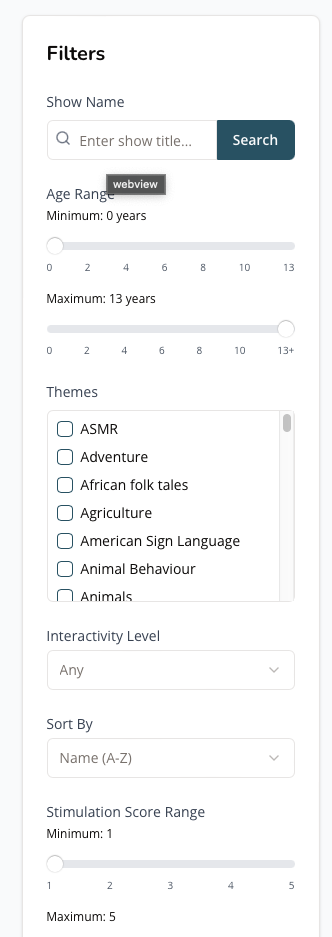 Filters
Show Name
Enter show title...
Search
webview
Age Range
Minimum: 0 years
0 2 4 6 8 10 13
Maximum: 13 years
0 2 4 6 8 10 13+
Themes
ASMR
Adventure
African folk tales
Agriculture
American Sign Language
Animal Behaviour
Animals
Interactivity Level
Any
Sort By
Name (A-Z)
Stimulation Score Range
Minimum: 1
1 2 3 4 5
Maximum: 5